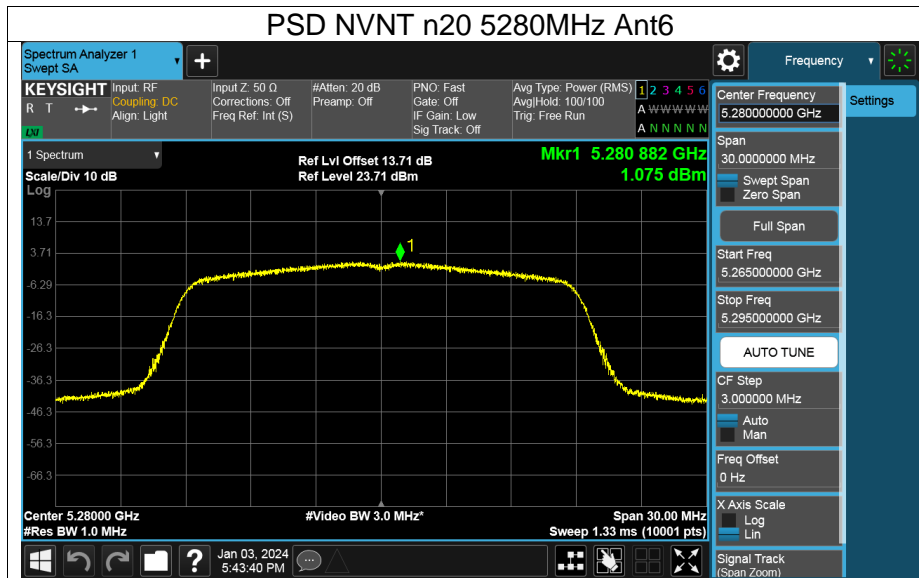 PSD NVNT n20 5280MHz Ant6
Spectrum Analyzer 1
Swept SA
+
Frequency
KEYSIGHT
R T
LXI
Input: RF
Coupling: DC
Align: Light
Input Z: 50 Ω
Corrections: Off
Freq Ref: Int (S)
#Atten: 20 dB
Preamp: Off
PNO: Fast
Gate: Off
IF Gain: Low
Sig Track: Off
Avg Type: Power (RMS)
Avg|Hold: 100/100
Trig: Free Run
1 2 3 4 5 6
A W W W W W
A N N N N N
1 Spectrum
Scale/Div 10 dB
Log
Ref Lvl Offset 13.71 dB
Ref Level 23.71 dBm
Mkr1 5.280 882 GHz
1.075 dBm
13.7
3.71
-6.29
-16.3
-26.3
-36.3
-46.3
-56.3
-66.3
1
Center 5.28000 GHz
#Res BW 1.0 MHz
#Video BW 3.0 MHz*
Span 30.00 MHz
Sweep 1.33 ms (10001 pts)
Center Frequency
5.280000000 GHz
Settings
Span
30.0000000 MHz
Swept Span
Zero Span
Full Span
Start Freq
5.265000000 GHz
Stop Freq
5.295000000 GHz
AUTO TUNE
CF Step
3.000000 MHz
Auto
Man
Freq Offset
0 Hz
X Axis Scale
Log
Lin
Signal Track
(Span Zoom)
?
Jan 03, 2024
5:43:40 PM